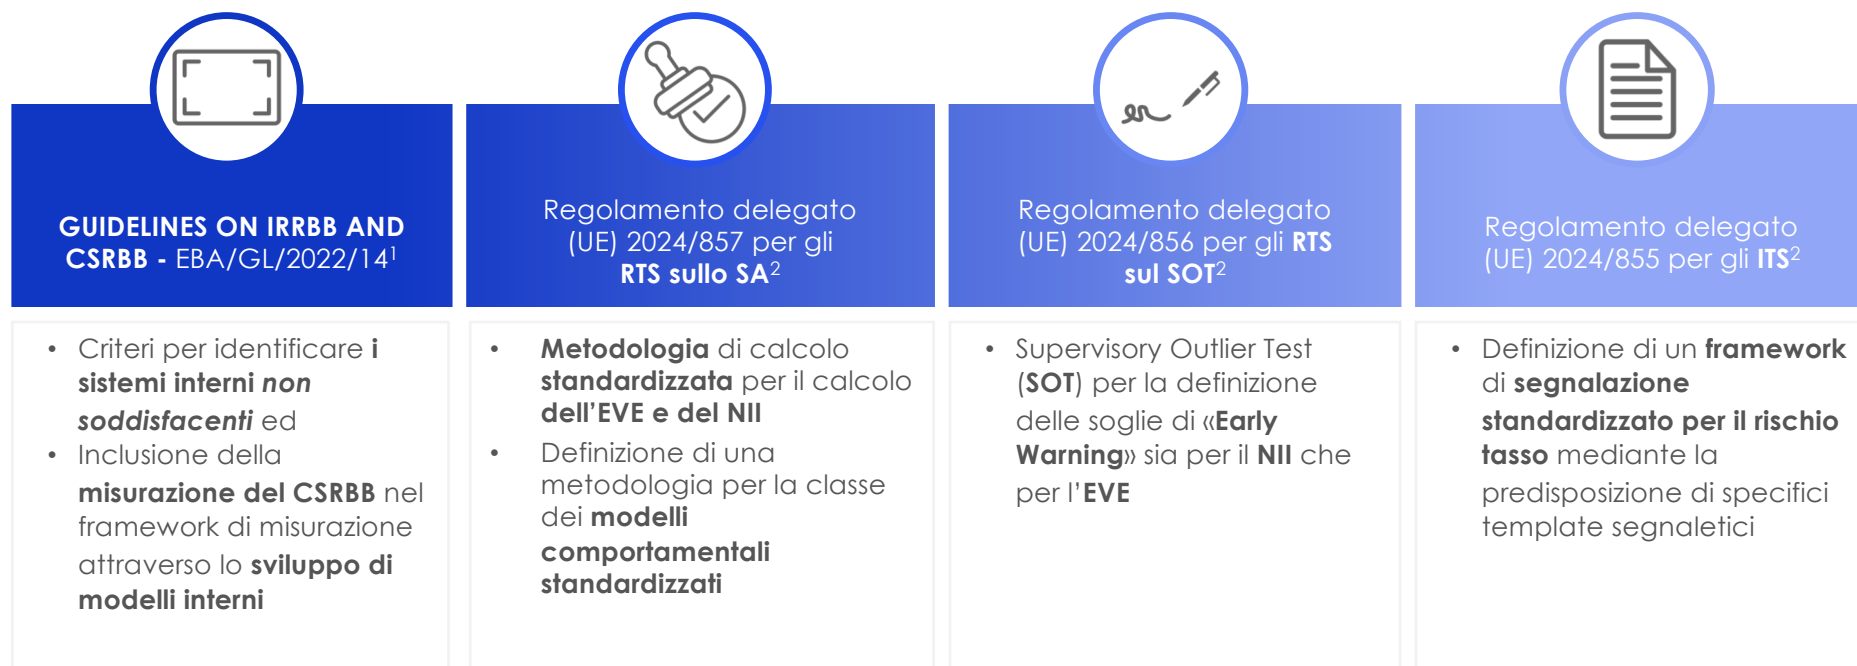 GUIDELINES ON IRRBB AND
CSRBB - EBA/GL/2022/14¹
• Criteri per identificare i
sistemi interni non
soddisfacenti ed
• Inclusione della
misurazione del CSRBB nel
framework di misurazione
attraverso lo sviluppo di
modelli interni
Regolamento delegato
(UE) 2024/857 per gli
RTS sullo SA²
• Metodologia di calcolo
standardizzata per il calcolo
dell’EVE e del NII
• Definizione di una
metodologia per la classe
dei modelli
comportamentali
standardizzati
Regolamento delegato
(UE) 2024/856 per gli RTS
sul SOT²
• Supervisory Outlier Test
(SOT) per la definizione
delle soglie di «Early
Warning» sia per il NII che
per l’EVE
Regolamento delegato
(UE) 2024/855 per gli ITS²
• Definizione di un framework
di segnalazione
standardizzato per il rischio
tasso mediante la
predisposizione di specifici
template segnaletici